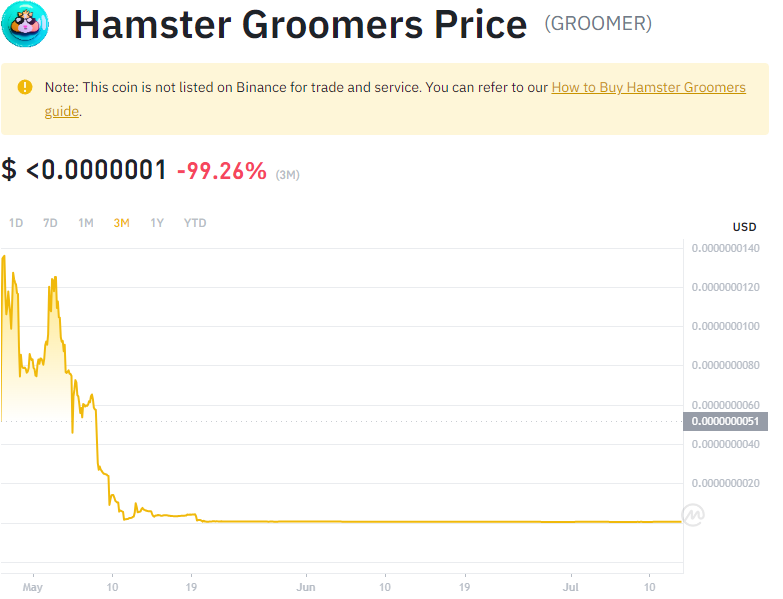 Hamster Groomers Price (GROOMER)
Note: This coin is not listed on Binance for trade and service. You can refer to our How to Buy Hamster Groomers
guide.
$ <0.0000001 -99.26% (3M)
1D 7D 1M 3M 1Y YTD
USD
0.0000000140
0.0000000120
0.0000000100
0.0000000080
0.0000000060
0.0000000051
0.0000000040
0.0000000020
May 10 19 Jun 10 19 Jul 10